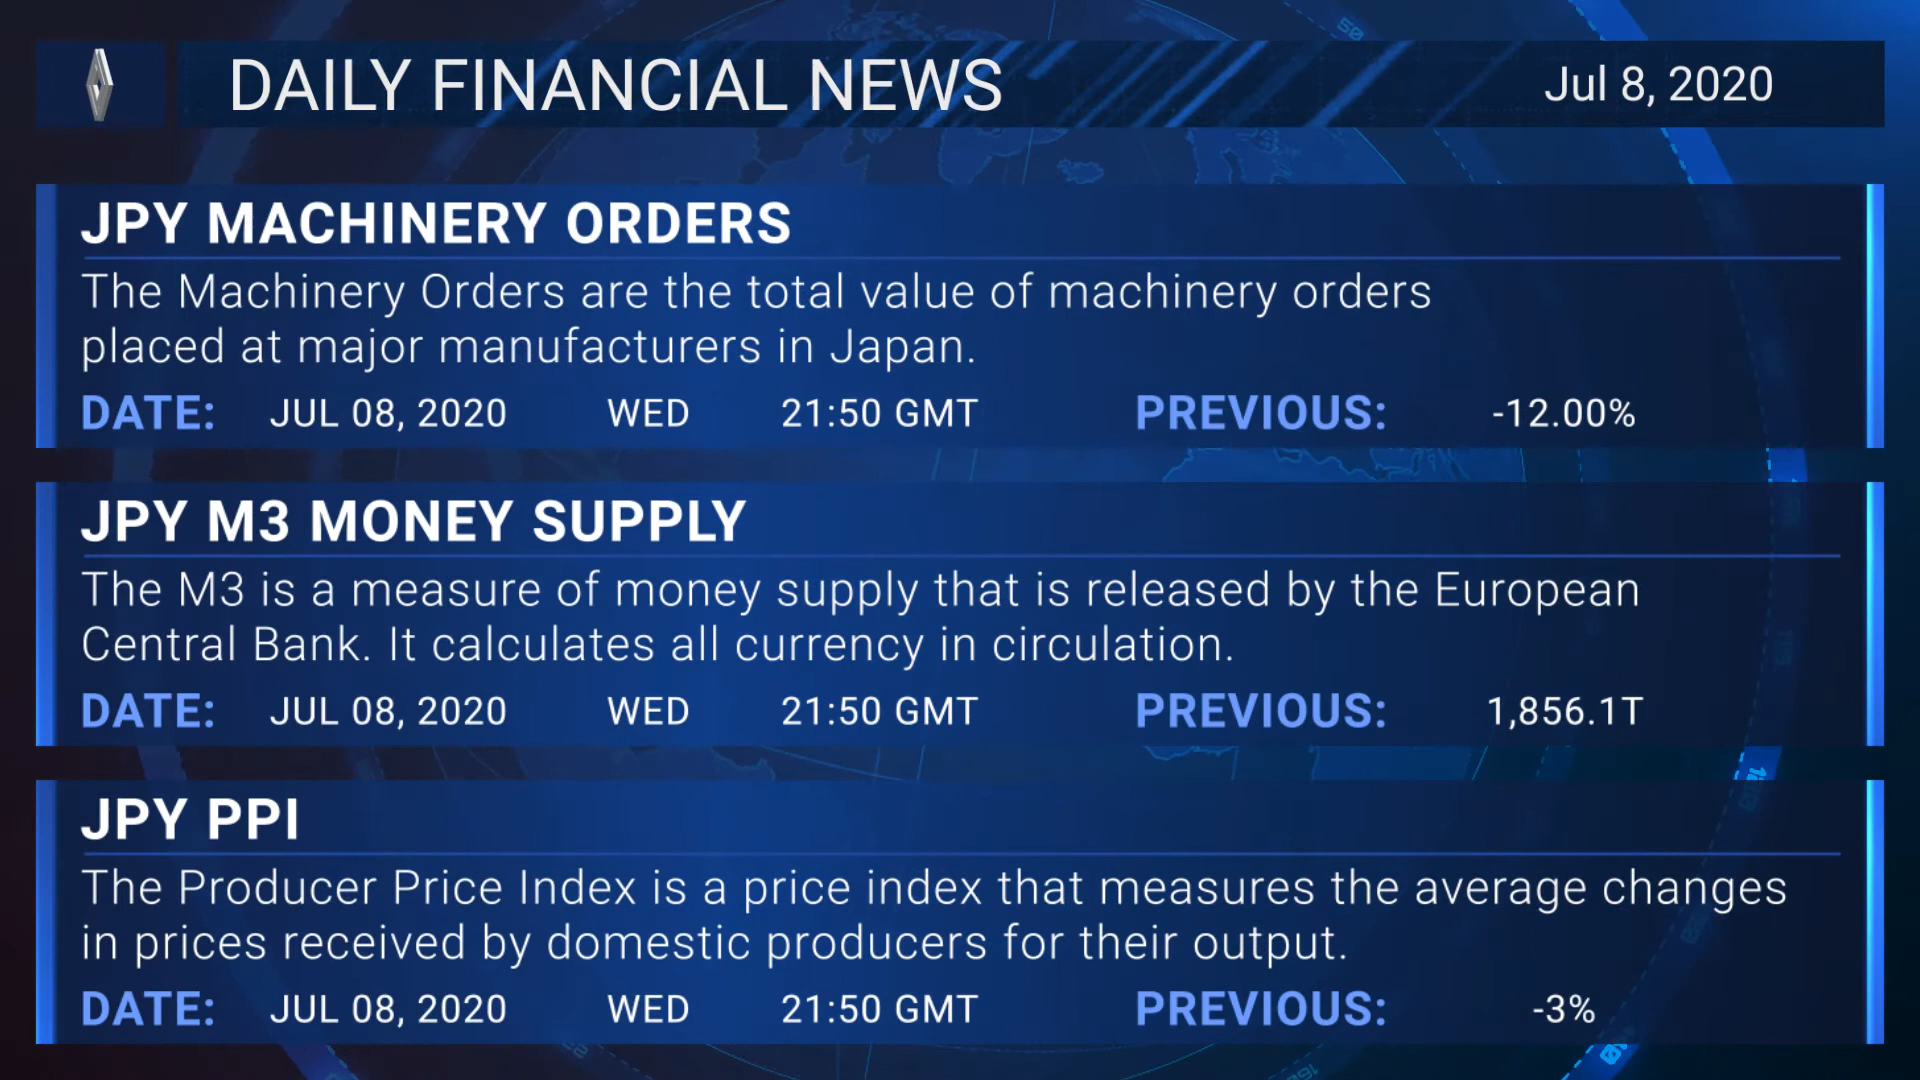 DAILY FINANCIAL NEWS
Jul 8, 2020
JPY MACHINERY ORDERS
The Machinery Orders are the total value of machinery orders
placed at major manufacturers in Japan.
DATE: JUL 08, 2020 WED 21:50 GMT PREVIOUS: -12.00%
JPY M3 MONEY SUPPLY
The M3 is a measure of money supply that is released by the European
Central Bank. It calculates all currency in circulation.
DATE: JUL 08, 2020 WED 21:50 GMT PREVIOUS: 1,856.1T
JPY PPI
The Producer Price Index is a price index that measures the average changes
in prices received by domestic producers for their output.
DATE: JUL 08, 2020 WED 21:50 GMT PREVIOUS: -3%